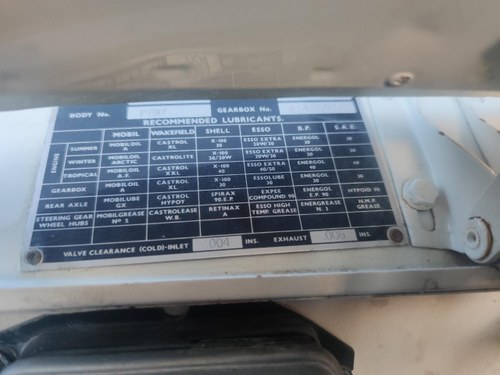 BODY No. GEARBOX No.
RECOMMENDED LUBRICANTS.
MOBIL WAKEFIELD SHELL ESSO B.P. S.A.E.
ENGINE
SUMMER MOBILOIL A CASTROL XL X-100 30 ESSO EXTRA 20W/30 ENERGOL 30 30
WINTER MOBILOIL ARCTIC CASTROLITE X-100 20/20W ESSO EXTRA 20W/30 ENERGOL 20 20
TROPICAL MOBILOIL A.F. CASTROL XXL X-100 40 ESSO EXTRA 40/50 ENERGOL 40 40
GEARBOX MOBILOIL A CASTROL XL X-100 30 ESSOLUBE 30 ENERGOL 30 30
REAR AXLE MOBILUBE GX CASTROL HYPOY SPIRAX 90 E.P. EXPEE COMPOUND 90 ENERGOL E.P. 90 HYPOID 90
STEERING GEAR WHEEL HUBS MOBILGREASE No 5 CASTROLEASE W.B. RETINAX A ESSO HIGH TEMP. GREASE ENERGREASE N. 3 H.M.P. GREASE
VALVE CLEARANCE (COLD)-INLET .004 INS. EXHAUST .006 INS.